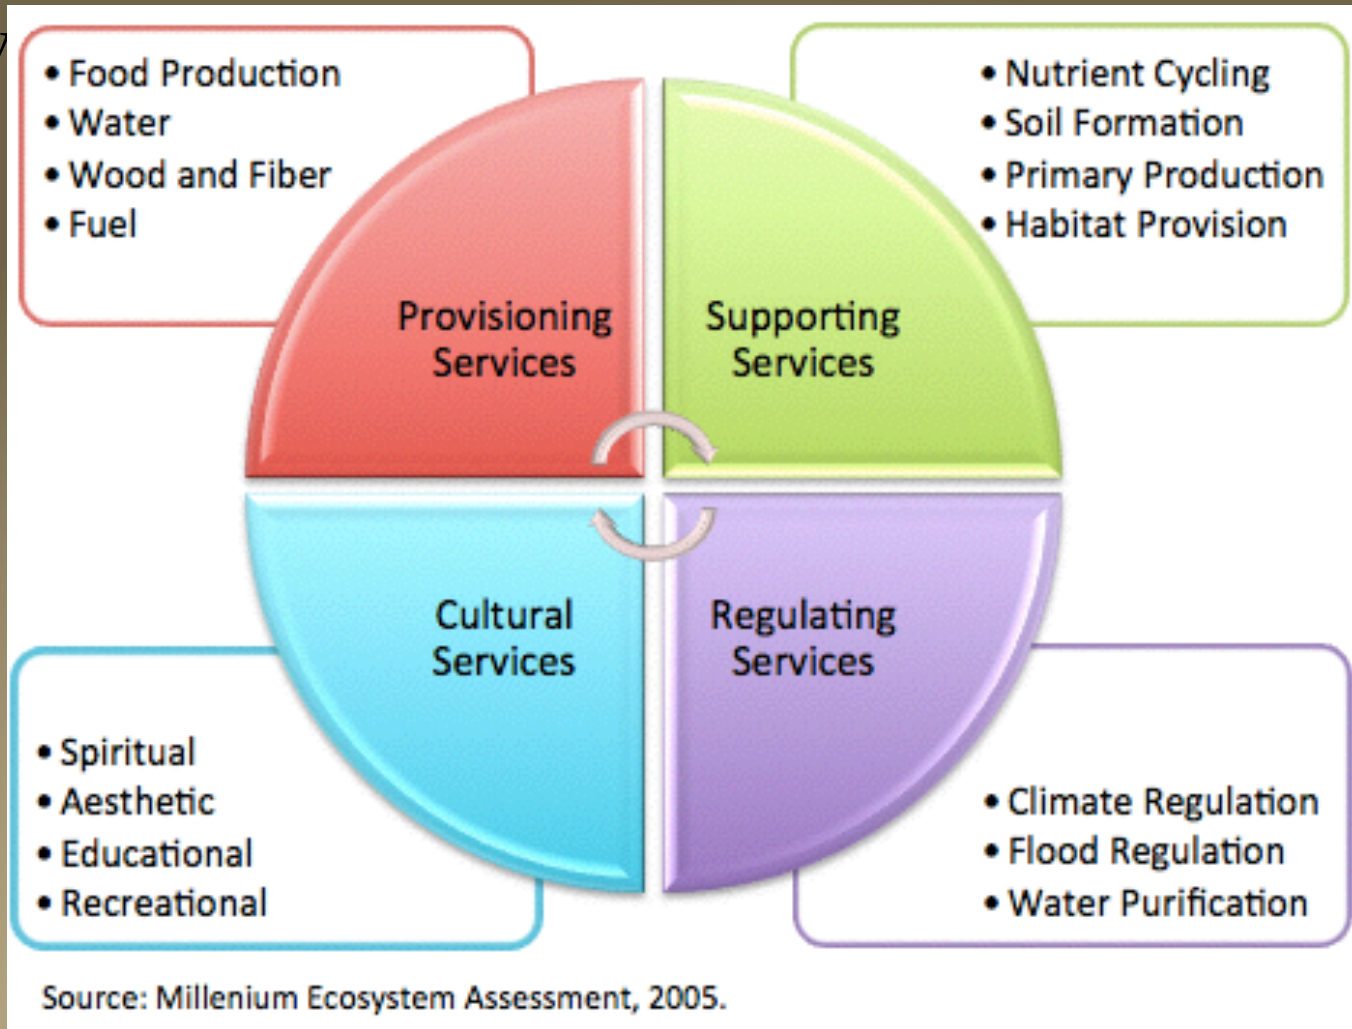 • Food Production
• Water
• Wood and Fiber
• Fuel
• Nutrient Cycling
• Soil Formation
• Primary Production
• Habitat Provision
Provisioning
Services
Supporting
Services
Cultural
Services
Regulating
Services
• Spiritual
• Aesthetic
• Educational
• Recreational
• Climate Regulation
• Flood Regulation
• Water Purification
Source: Millenium Ecosystem Assessment, 2005.